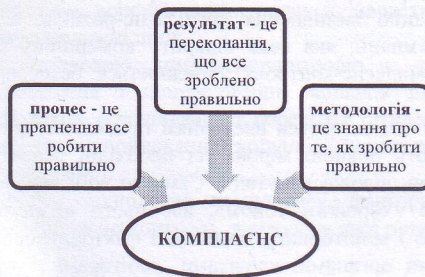 результат - це
переконання,
що все
зроблено
правильно
процес - це
прагнення все
робити
правильно
методологія -
це знання про
те, як зробити
правильно
КОМПЛАЄНС